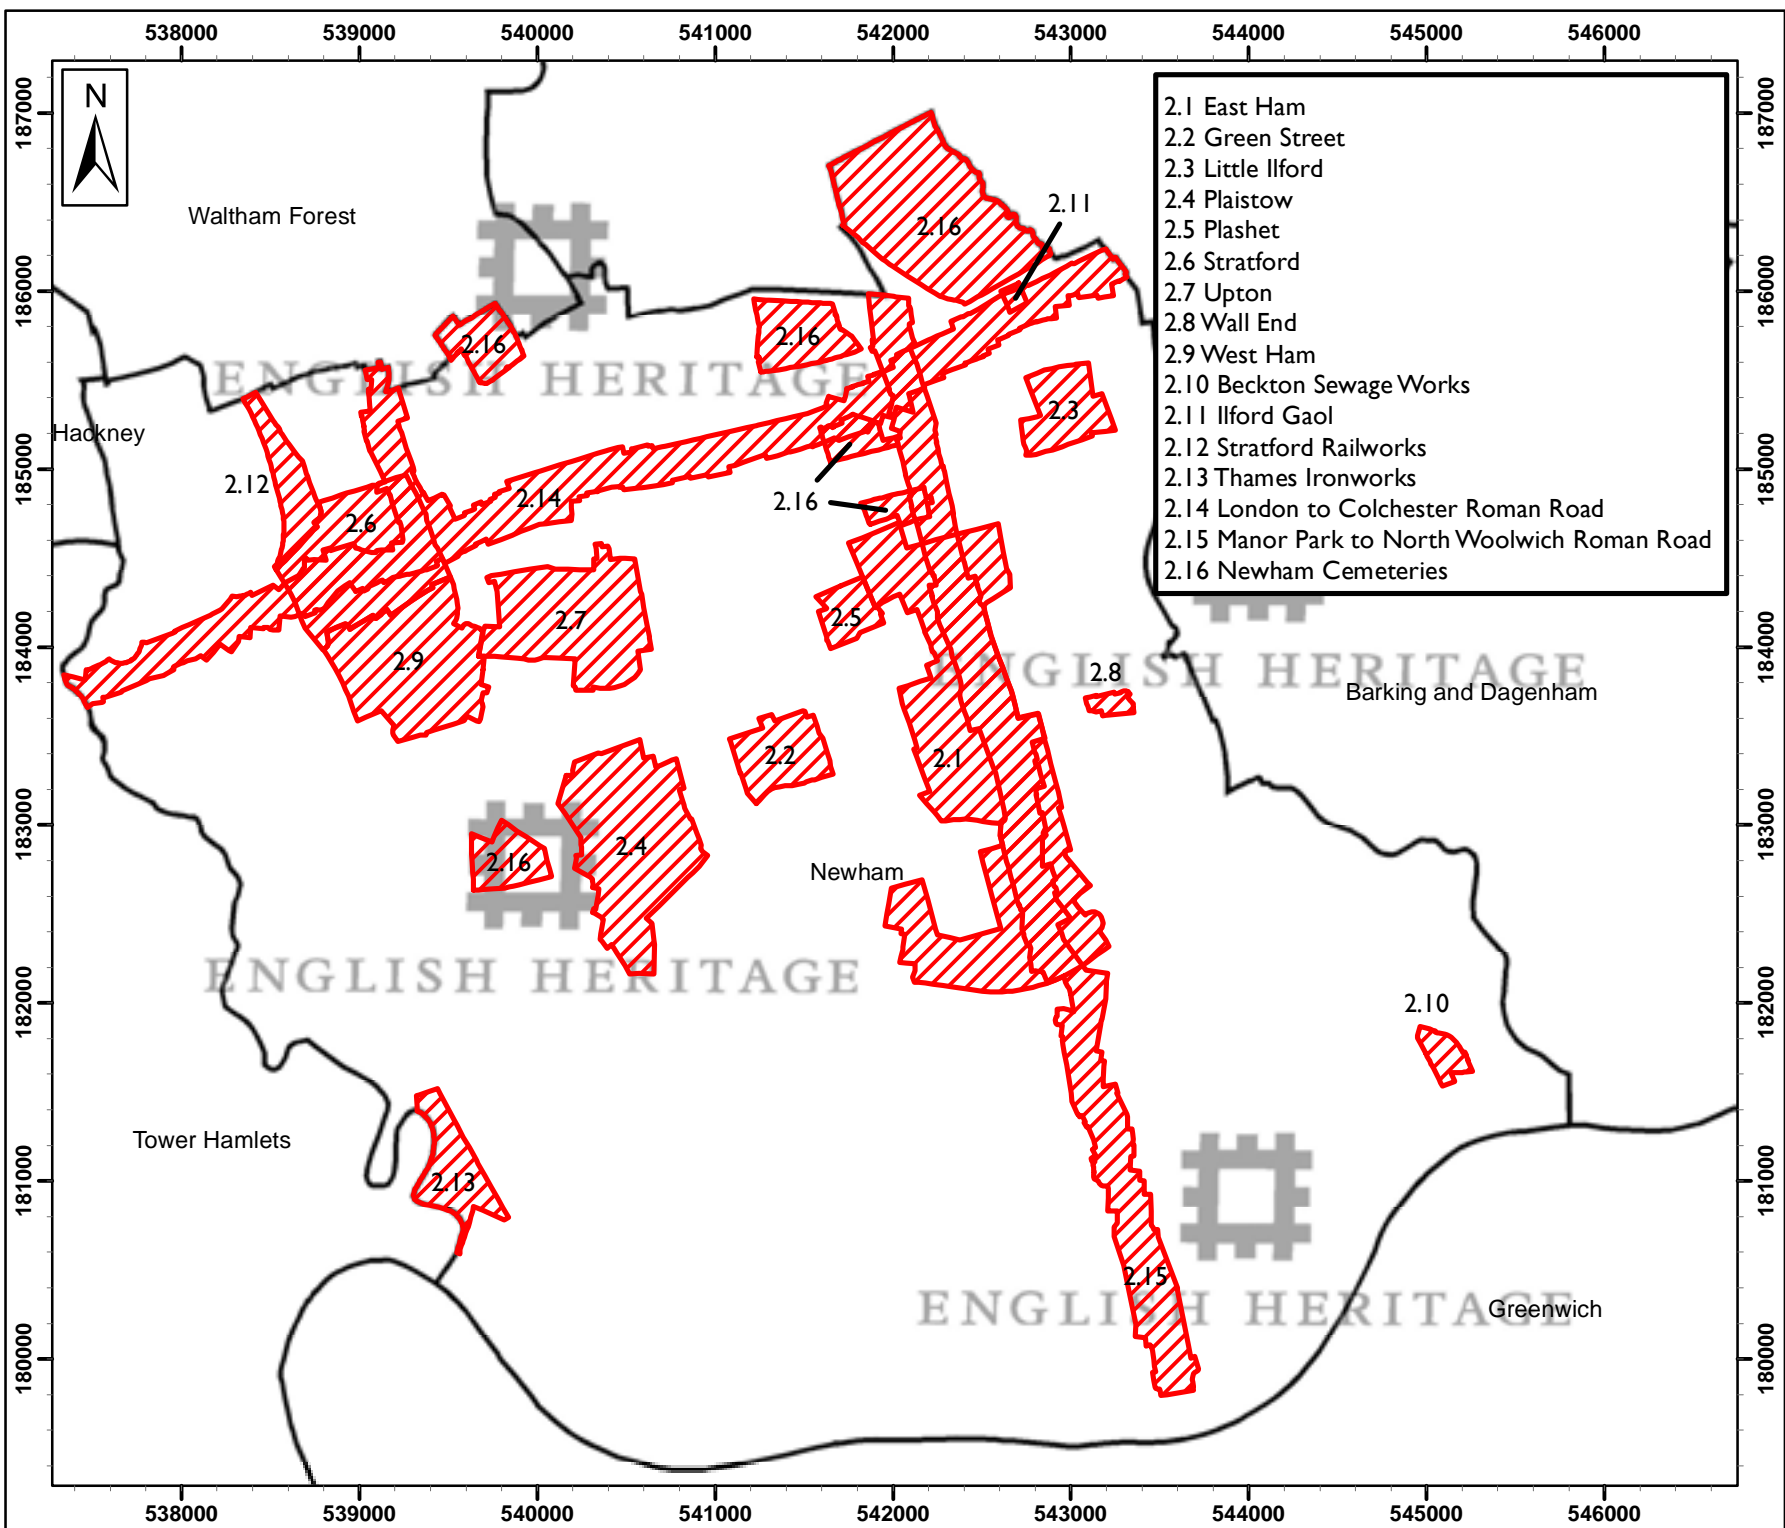 538000 539000 540000 541000 542000 543000 544000 545000 546000
187000
186000
185000
184000
183000
182000
181000
180000
187000
186000
185000
184000
183000
182000
181000
180000
N
2.1 East Ham
2.2 Green Street
2.3 Little Ilford
2.4 Plaistow
2.5 Plashet
2.6 Stratford
2.7 Upton
2.8 Wall End
2.9 West Ham
2.10 Beckton Sewage Works
2.11 Ilford Gaol
2.12 Stratford Railworks
2.13 Thames Ironworks
2.14 London to Colchester Roman Road
2.15 Manor Park to North Woolwich Roman Road
2.16 Newham Cemeteries
Waltham Forest
2.11
2.16
2.16
2.16
ENGLISH HERITAGE
2.3
Hackney
2.12
2.14
2.16
2.6
2.7
2.5
2.9
2.8
ENGLISH HERITAGE
Barking and Dagenham
2.2
2.1
2.4
2.16
Newham
ENGLISH HERITAGE
2.10
Tower Hamlets
2.13
2.15
ENGLISH HERITAGE
Greenwich
538000 539000 540000 541000 542000 543000 544000 545000 546000